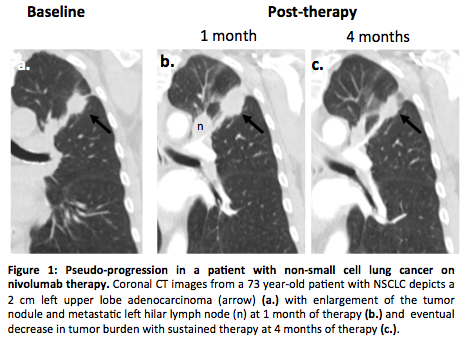 Baseline
Post-therapy
1 month
4 months
a.
b.
c.
n
Figure 1: Pseudo-progression in a patient with non-small cell lung cancer on
nivolumab therapy. Coronal CT images from a 73 year-old patient with NSCLC depicts a
2 cm left upper lobe adenocarcinoma (arrow) (a.) with enlargement of the tumor
nodule and metastatic left hilar lymph node (n) at 1 month of therapy (b.) and eventual
decrease in tumor burden with sustained therapy at 4 months of therapy (c.).